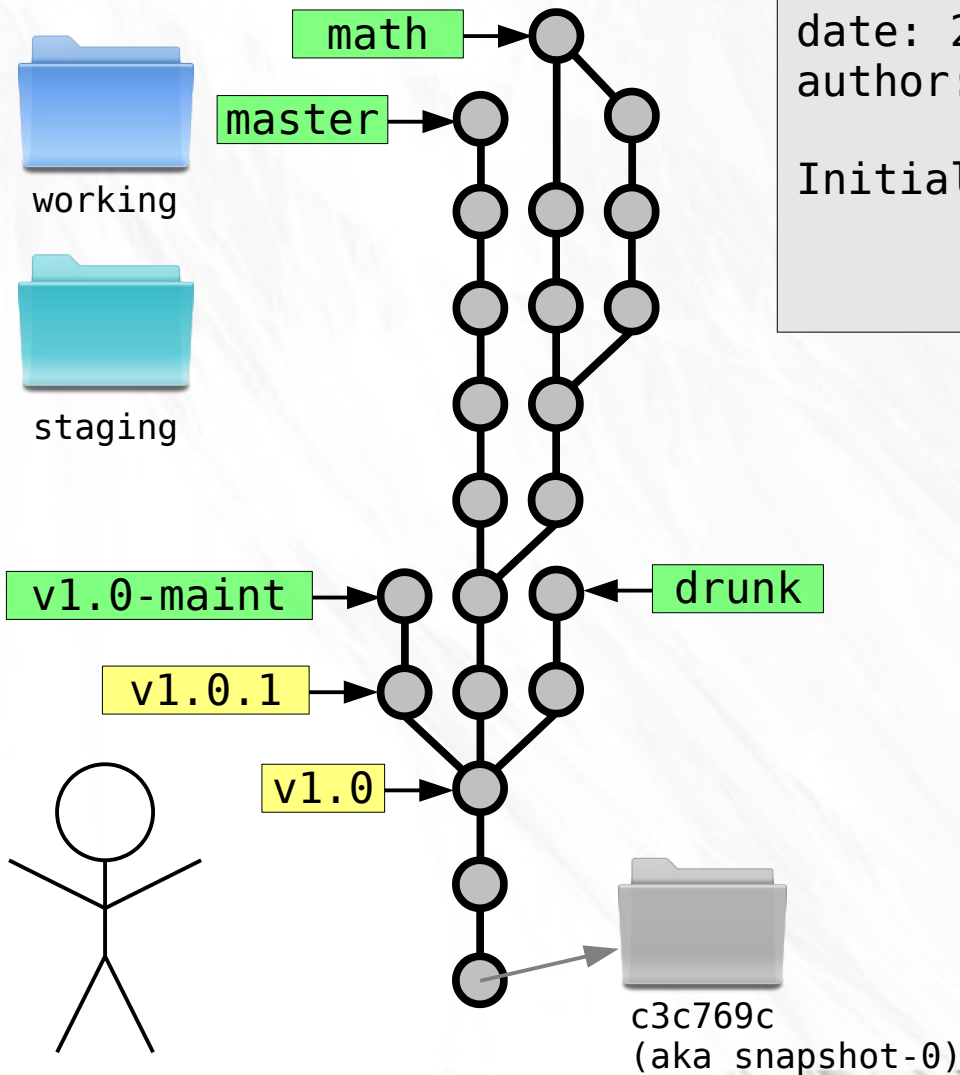 math
date: 2
author:
master
Initial
working
staging
v1.0-maint
drunk
v1.0.1
v1.0
c3c769c
(aka snapshot-0)